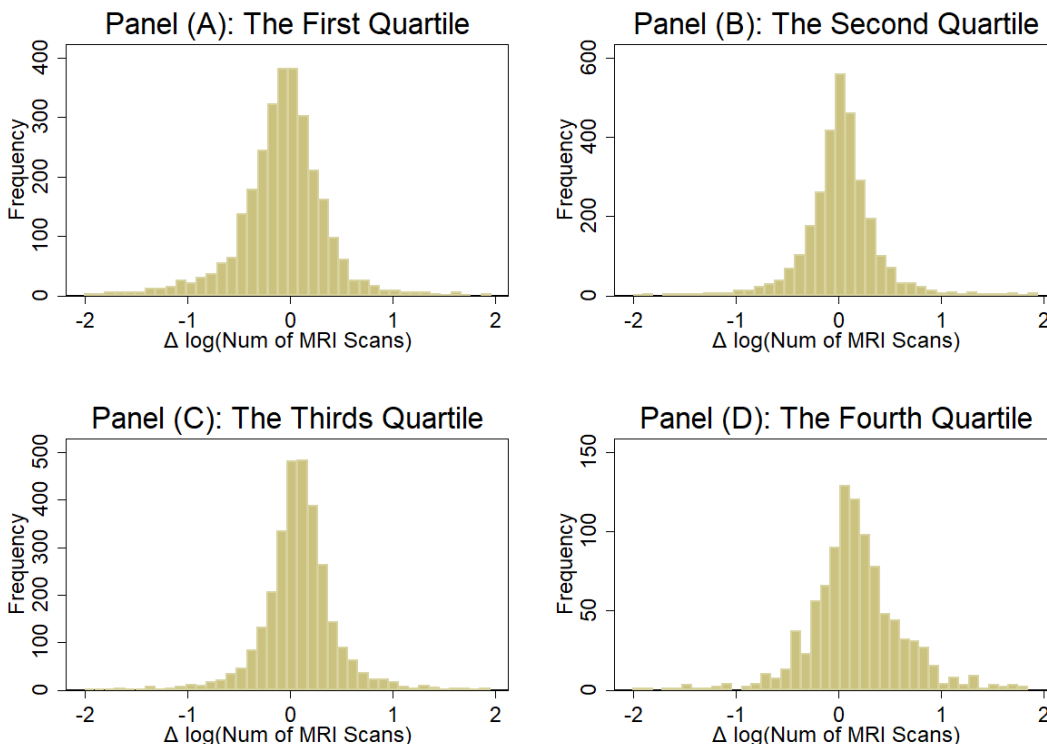 Panel (A): The First Quartile
Frequency
400
300
200
100
0
-2 -1 0 1 2
Δ log(Num of MRI Scans)
Panel (B): The Second Quartile
Frequency
600
400
200
0
-2 -1 0 1 2
Δ log(Num of MRI Scans)
Panel (C): The Thirds Quartile
Frequency
500
400
300
200
100
0
-2 -1 0 1 2
Δ log(Num of MRI Scans)
Panel (D): The Fourth Quartile
Frequency
150
100
50
0
-2 -1 0 1 2
Δ log(Num of MRI Scans)